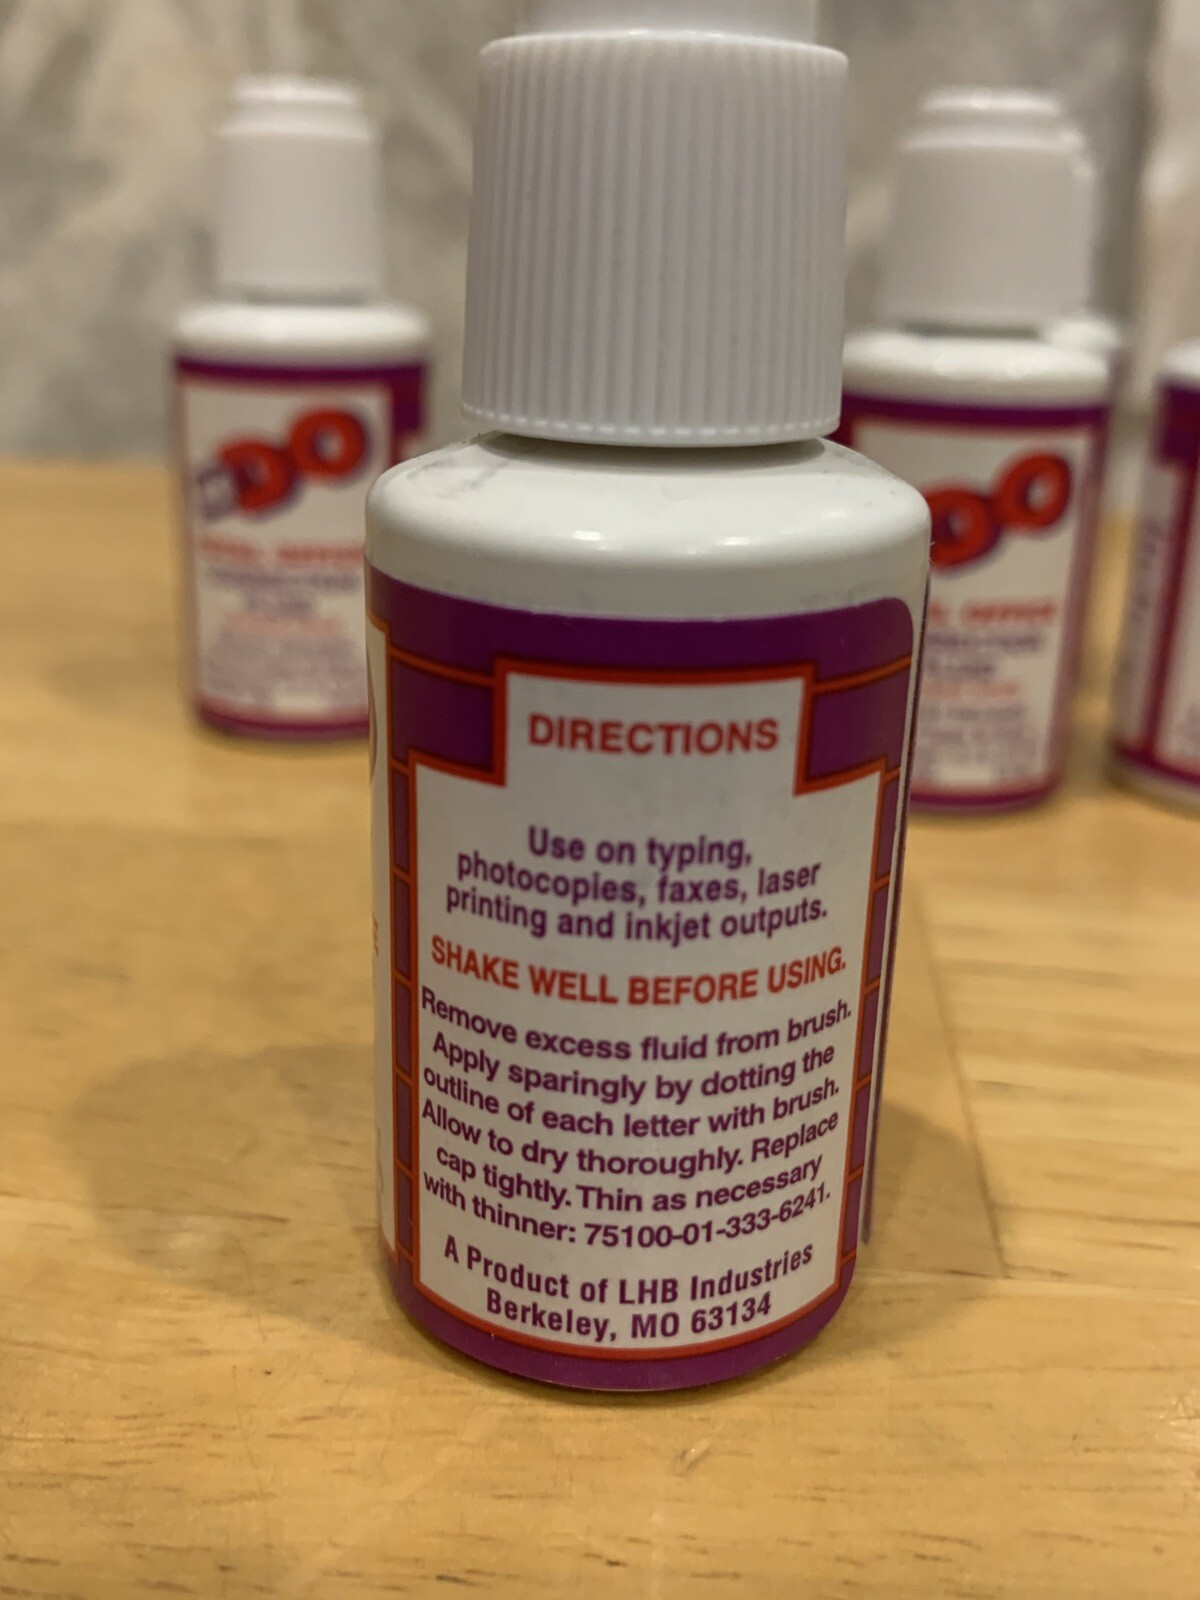 DIRECTIONS
Use on typing,
photocopies, faxes, laser
printing and inkjet outputs.
SHAKE WELL BEFORE USING.
Remove excess fluid from brush.
Apply sparingly by dotting the
outline of each letter with brush.
Allow to dry thoroughly. Replace
cap tightly. Thin as necessary
with thinner: 75100-01-333-6241.
A Product of LHB Industries
Berkeley, MO 63134